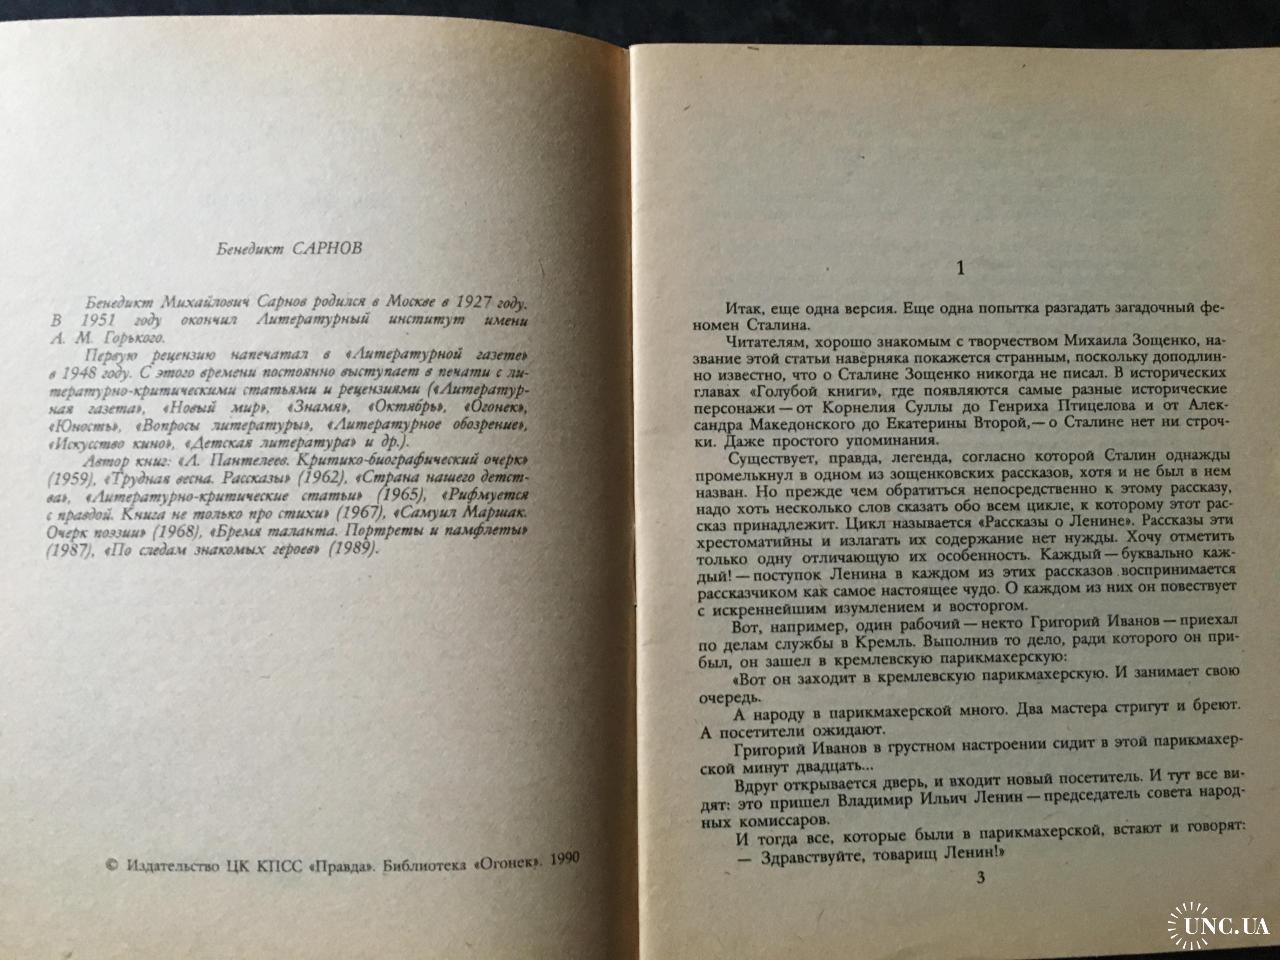 Бенедикт САРНОВ
Бенедикт Михайлович Сарнов родился в Москве в 1927 году.
В 1951 году окончил Литературный институт имени
А. М. Горького.
Первую рецензию напечатал в «Литературной газете»
в 1948 году. С этого времени постоянно выступает в печати с ли-
тературно-критическими статьями и рецензиями («Литератур-
ная газета», «Новый мир», «Знамя», «Октябрь», «Огонек»,
«Юность», «Вопросы литературы», «Литературное обозрение»,
«Искусство кино», «Детская литература» и др.).
Автор книг: «Л. Пантелеев. Критико-биографический очерк»
(1959), «Трудная весна. Рассказы» (1962), «Страна нашего детст-
ва», «Литературно-критические статьи» (1965), «Рифмуется
с правдой. Книга не только про стихи» (1967), «Самуил Маршак.
Очерк поэзии» (1968), «Бремя таланта. Портреты и памфлеты»
(1987), «По следам знакомых героев» (1989).
© Издательство ЦК КПСС «Правда». Библиотека «Огонек». 1990
1
Итак, еще одна версия. Еще одна попытка разгадать загадочный фе-
номен Сталина.
Читателям, хорошо знакомым с творчеством Михаила Зощенко, на-
звание этой статьи наверняка покажется странным, поскольку доподлин-
но известно, что о Сталине Зощенко никогда не писал. В исторических
главах «Голубой книги», где появляются самые разные исторические
персонажи — от Корнелия Суллы до Генриха Птицелова и от Алек-
сандра Македонского до Екатерины Второй,— о Сталине нет ни строч-
ки. Даже простого упоминания.
Существует, правда, легенда, согласно которой Сталин однажды
промелькнул в одном из зощенковских рассказов, хотя и не был в нем
назван. Но прежде чем обратиться непосредственно к этому рассказу,
надо хоть несколько слов сказать обо всем цикле, к которому этот рас-
сказ принадлежит. Цикл называется «Рассказы о Ленине». Рассказы эти
хрестоматийны и излагать их содержание нет нужды. Хочу отметить
только одну отличающую их особенность. Каждый — буквально каж-
дый! — поступок Ленина в каждом из этих рассказов воспринимается
рассказчиком как самое настоящее чудо. О каждом из них он повествует
с искреннейшим изумлением и восторгом.
Вот, например, один рабочий — некто Григорий Иванов — приехал
по делам службы в Кремль. Выполнив то дело, ради которого он при-
был, он зашел в кремлевскую парикмахерскую:
«Вот он заходит в кремлевскую парикмахерскую. И занимает свою
очередь.
А народу в парикмахерской много. Два мастера стригут и бреют.
А посетители ожидают.
Григорий Иванов в грустном настроении сидит в этой парикмахер-
ской минут двадцать...
Вдруг открывается дверь, и входит новый посетитель. И тут все ви-
дят: это пришел Владимир Ильич Ленин — председатель совета народ-
ных комиссаров.
И тогда все, которые были в парикмахерской, встают и говорят:
— Здравствуйте, товарищ Ленин!»
3
UNC.UA